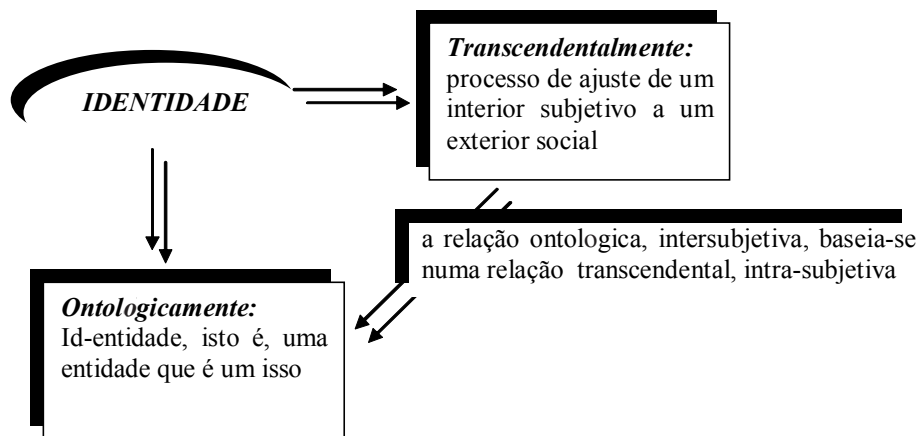 IDENTIDADE
Transcendentalmente:
processo de ajuste de um
interior subjetivo a um
exterior social
a relação ontologica, intersubjetiva, baseia-se
numa relação transcendental, intra-subjetiva
Ontologicamente:
Id-entidade, isto é, uma
entidade que é um isso